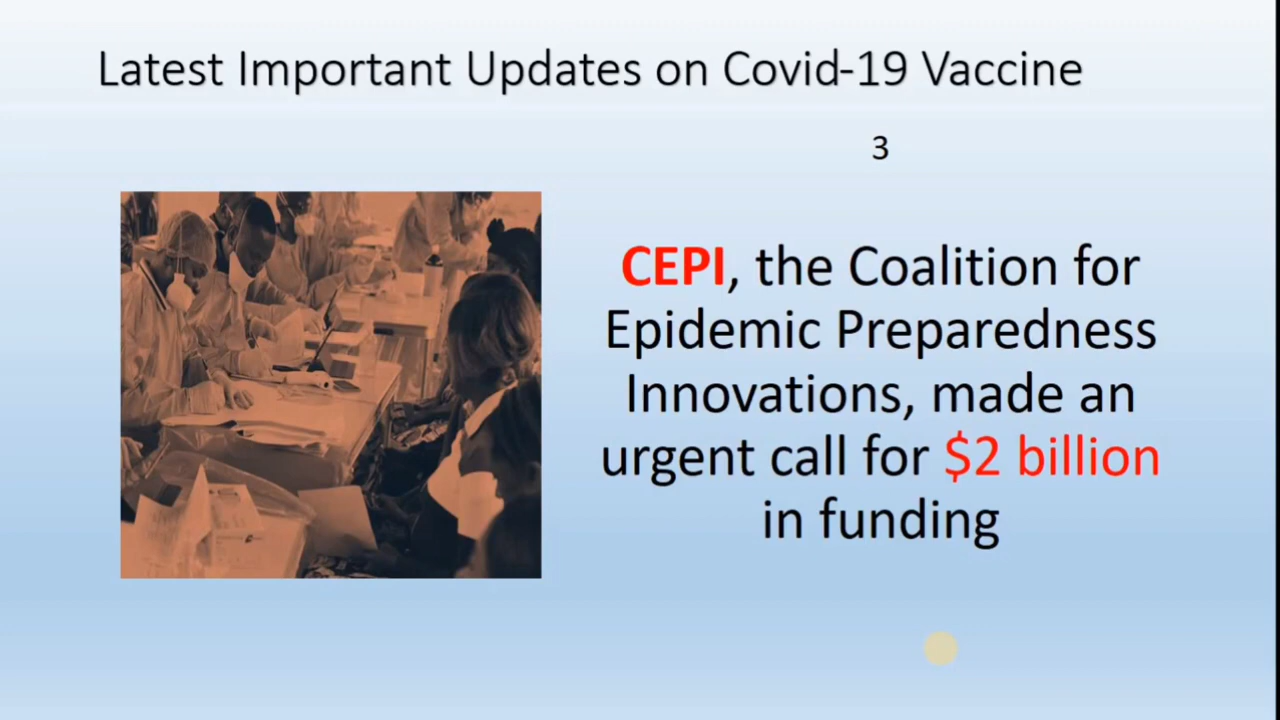 Latest Important Updates on Covid-19 Vaccine
3
CEPI, the Coalition for
Epidemic Preparedness
Innovations, made an
urgent call for $2 billion
in funding